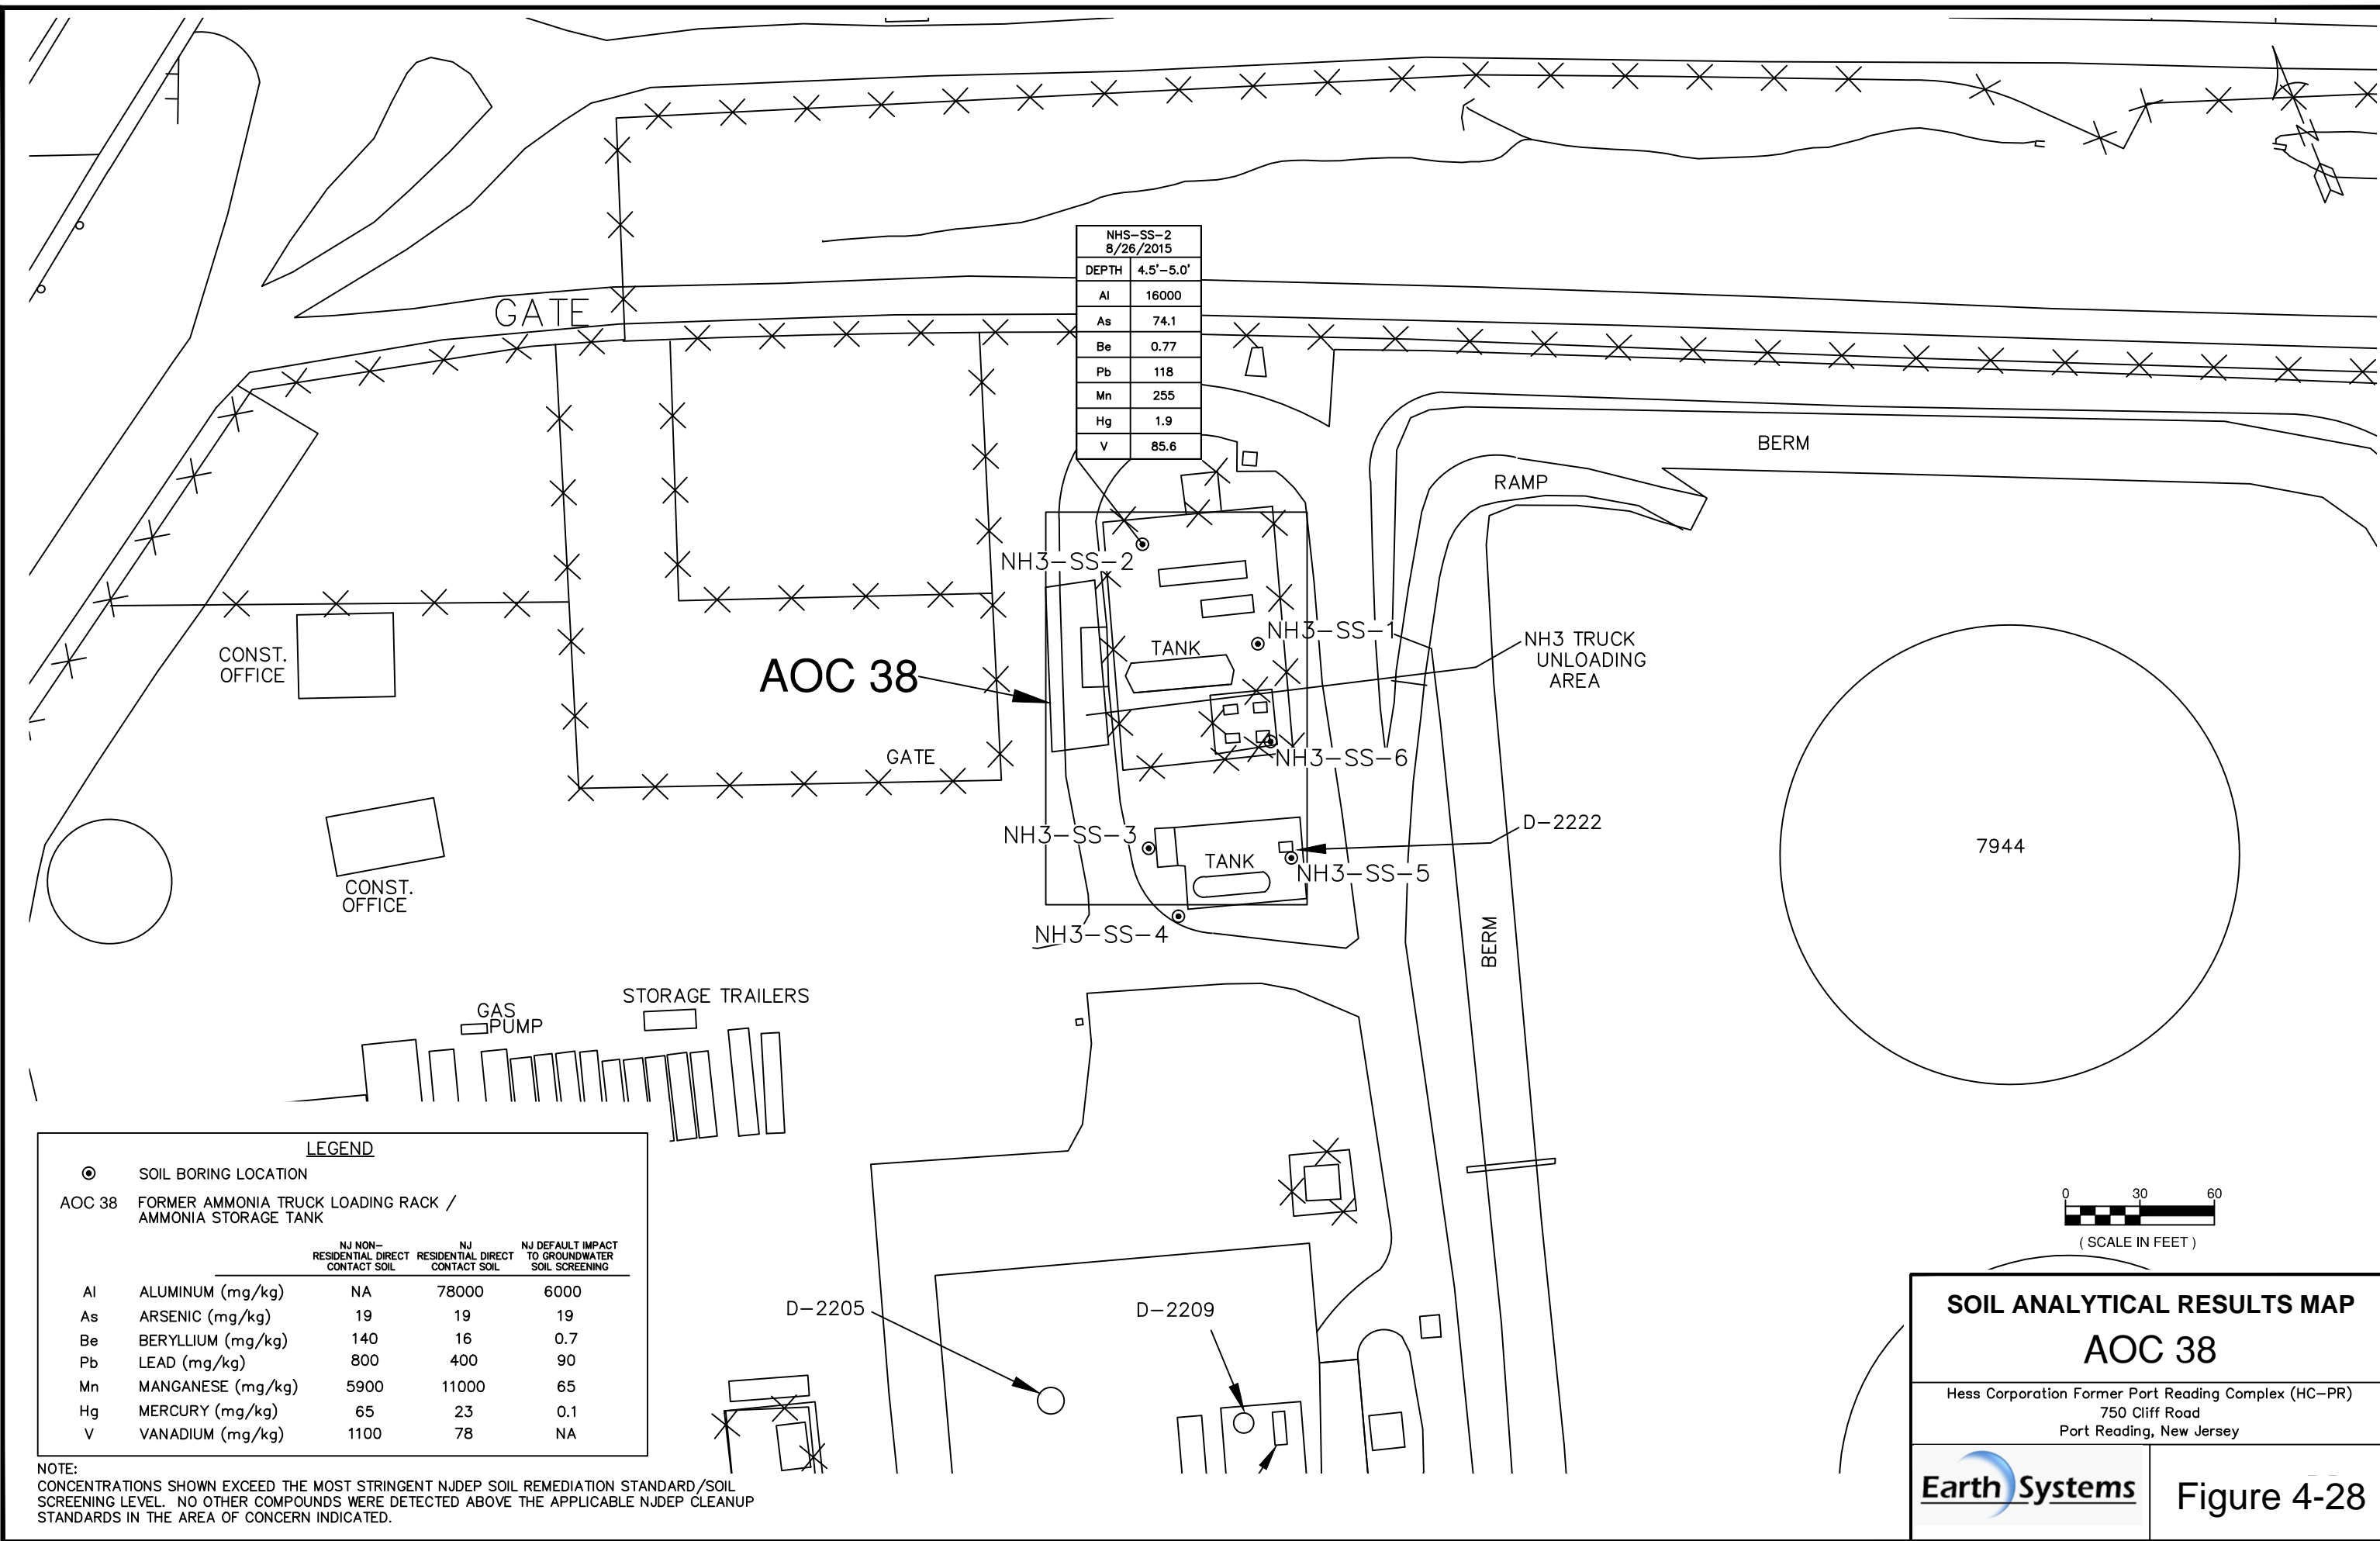 NHS-SS-2
8/26/2015
DEPTH 4.5'-5.0'
Al 16000
As 74.1
Be 0.77
Pb 118
Mn 255
Hg 1.9
V 85.6
GATE
BERM
RAMP
NH3-SS-2
NH3-SS-1
NH3 TRUCK
UNLOADING
AREA
CONST.
OFFICE
TANK
AOC 38
GATE
NH3-SS-6
NH3-SS-3
D-2222
7944
TANK
NH3-SS-5
CONST.
OFFICE
NH3-SS-4
BERM
STORAGE TRAILERS
GAS
PUMP
LEGEND
SOIL BORING LOCATION
AOC 38 FORMER AMMONIA TRUCK LOADING RACK /
AMMONIA STORAGE TANK
NJ NON- NJ NJ DEFAULT IMPACT
RESIDENTIAL DIRECT RESIDENTIAL DIRECT TO GROUNDWATER
CONTACT SOIL CONTACT SOIL SOIL SCREENING
Al ALUMINUM (mg/kg) NA 78000 6000
As ARSENIC (mg/kg) 19 19 19
Be BERYLLIUM (mg/kg) 140 16 0.7
Pb LEAD (mg/kg) 800 400 90
Mn MANGANESE (mg/kg) 5900 11000 65
Hg MERCURY (mg/kg) 65 23 0.1
V VANADIUM (mg/kg) 1100 78 NA
NOTE:
CONCENTRATIONS SHOWN EXCEED THE MOST STRINGENT NJDEP SOIL REMEDIATION STANDARD/SOIL
SCREENING LEVEL. NO OTHER COMPOUNDS WERE DETECTED ABOVE THE APPLICABLE NJDEP CLEANUP
STANDARDS IN THE AREA OF CONCERN INDICATED.
D-2205
D-2209
0 30 60
( SCALE IN FEET )
SOIL ANALYTICAL RESULTS MAP
AOC 38
Hess Corporation Former Port Reading Complex (HC-PR)
750 Cliff Road
Port Reading, New Jersey
Earth Systems
Figure 4-28
N